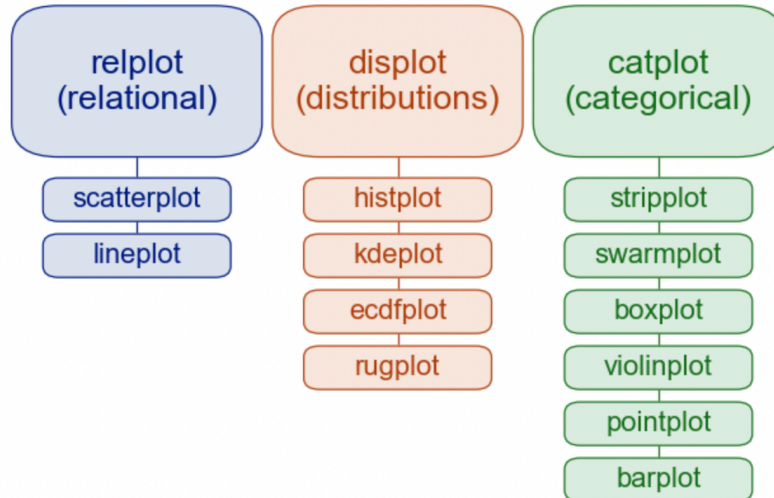 relplot
(relational)
scatterplot
lineplot
displot
(distributions)
histplot
kdeplot
ecdfplot
rugplot
catplot
(categorical)
stripplot
swarmplot
boxplot
violinplot
pointplot
barplot